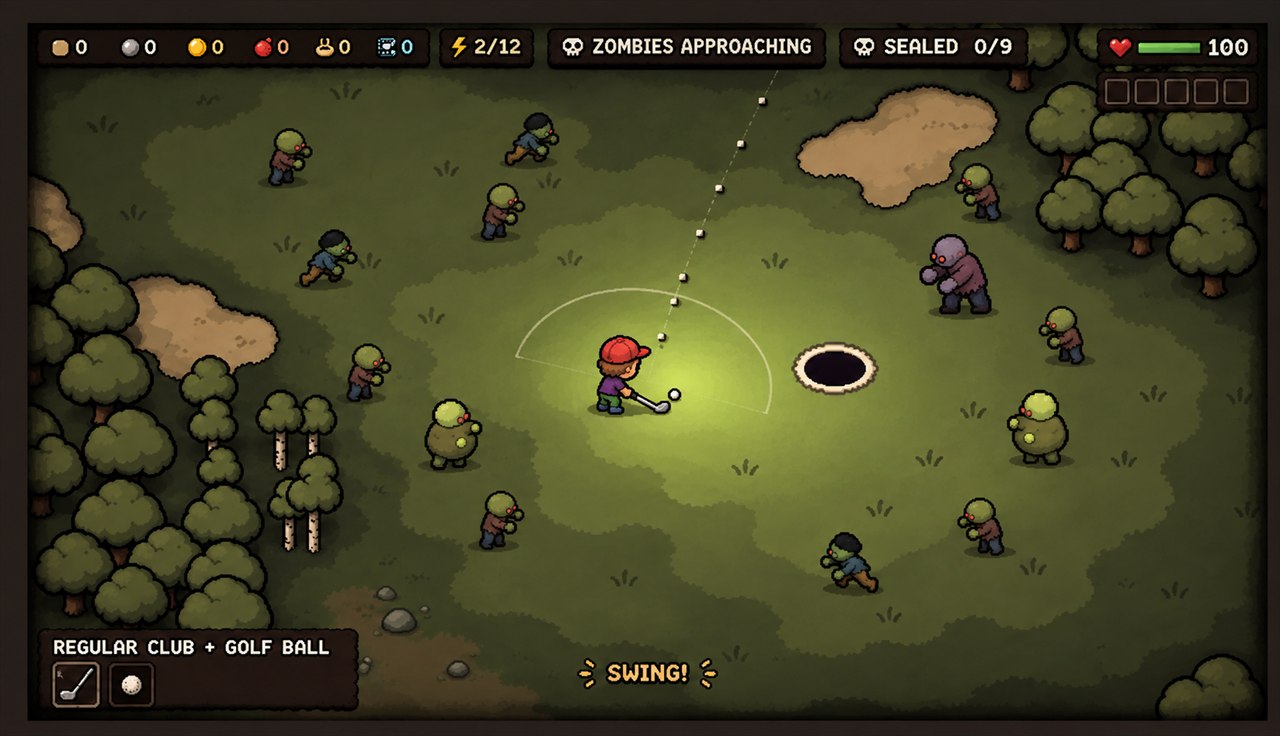 0 0 0 0 0 0 2/12 ZOMBIES APPROACHING SEALED 0/9 100
SWING!
REGULAR CLUB + GOLF BALL